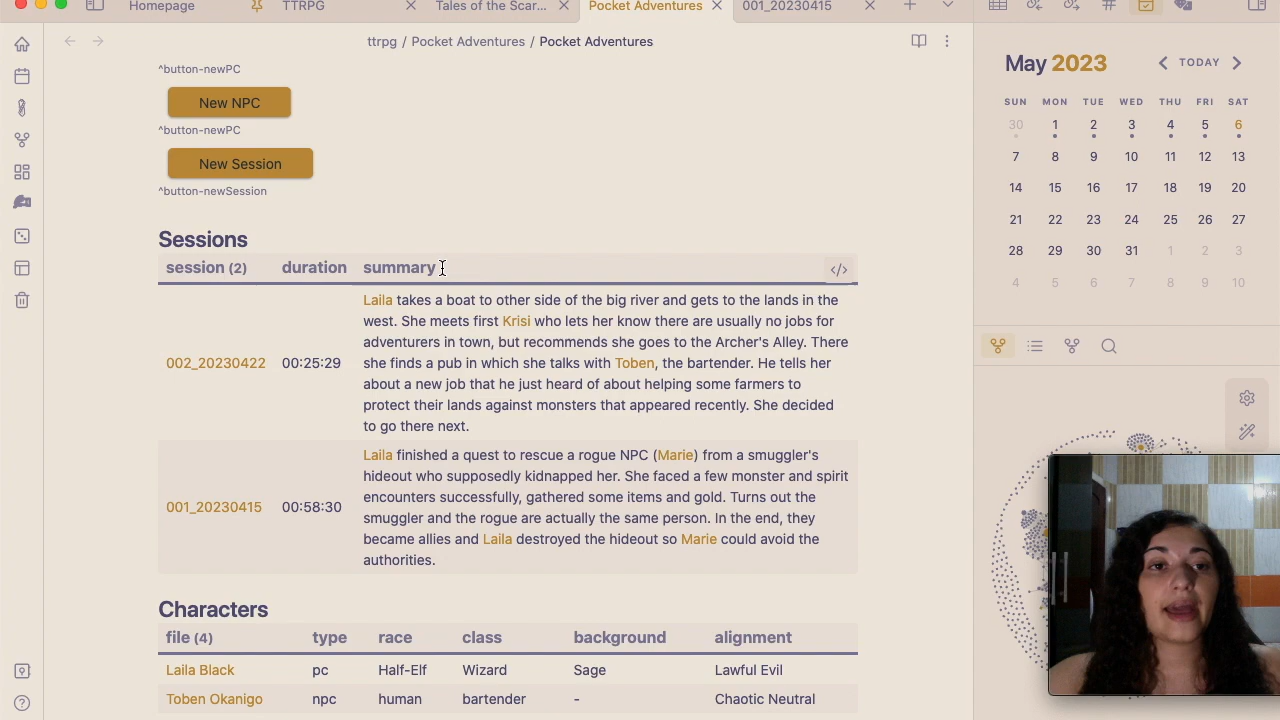 Homepage
TTRPG
Tales of the Scar...
Pocket Adventures
001_20230415
ttrpg / Pocket Adventures / Pocket Adventures
^button-newPC
New NPC
^button-newPC
New Session
^button-newSession
Sessions
session (2) duration summary
</>
Laila takes a boat to other side of the big river and gets to the lands in the
west. She meets first Krisi who lets her know there are usually no jobs for
adventurers in town, but recommends she goes to the Archer's Alley. There
she finds a pub in which she talks with Toben, the bartender. He tells her
002_20230422 00:25:29
about a new job that he just heard of about helping some farmers to
protect their lands against monsters that appeared recently. She decided
to go there next.
Laila finished a quest to rescue a rogue NPC (Marie) from a smuggler's
hideout who supposedly kidnapped her. She faced a few monster and spirit
encounters successfully, gathered some items and gold. Turns out the
001_20230415 00:58:30
smuggler and the rogue are actually the same person. In the end, they
became allies and Laila destroyed the hideout so Marie could avoid the
authorities.
Characters
file (4) type race class background alignment
Laila Black pc Half-Elf Wizard Sage Lawful Evil
Toben Okanigo npc human bartender - Chaotic Neutral
May 2023
TODAY
SUN MON TUE WED THU FRI SAT
30 1 2 3 4 5 6
7 8 9 10 11 12 13
14 15 16 17 18 19 20
21 22 23 24 25 26 27
28 29 30 31 1 2 3
4 5 6 7 8 9 10